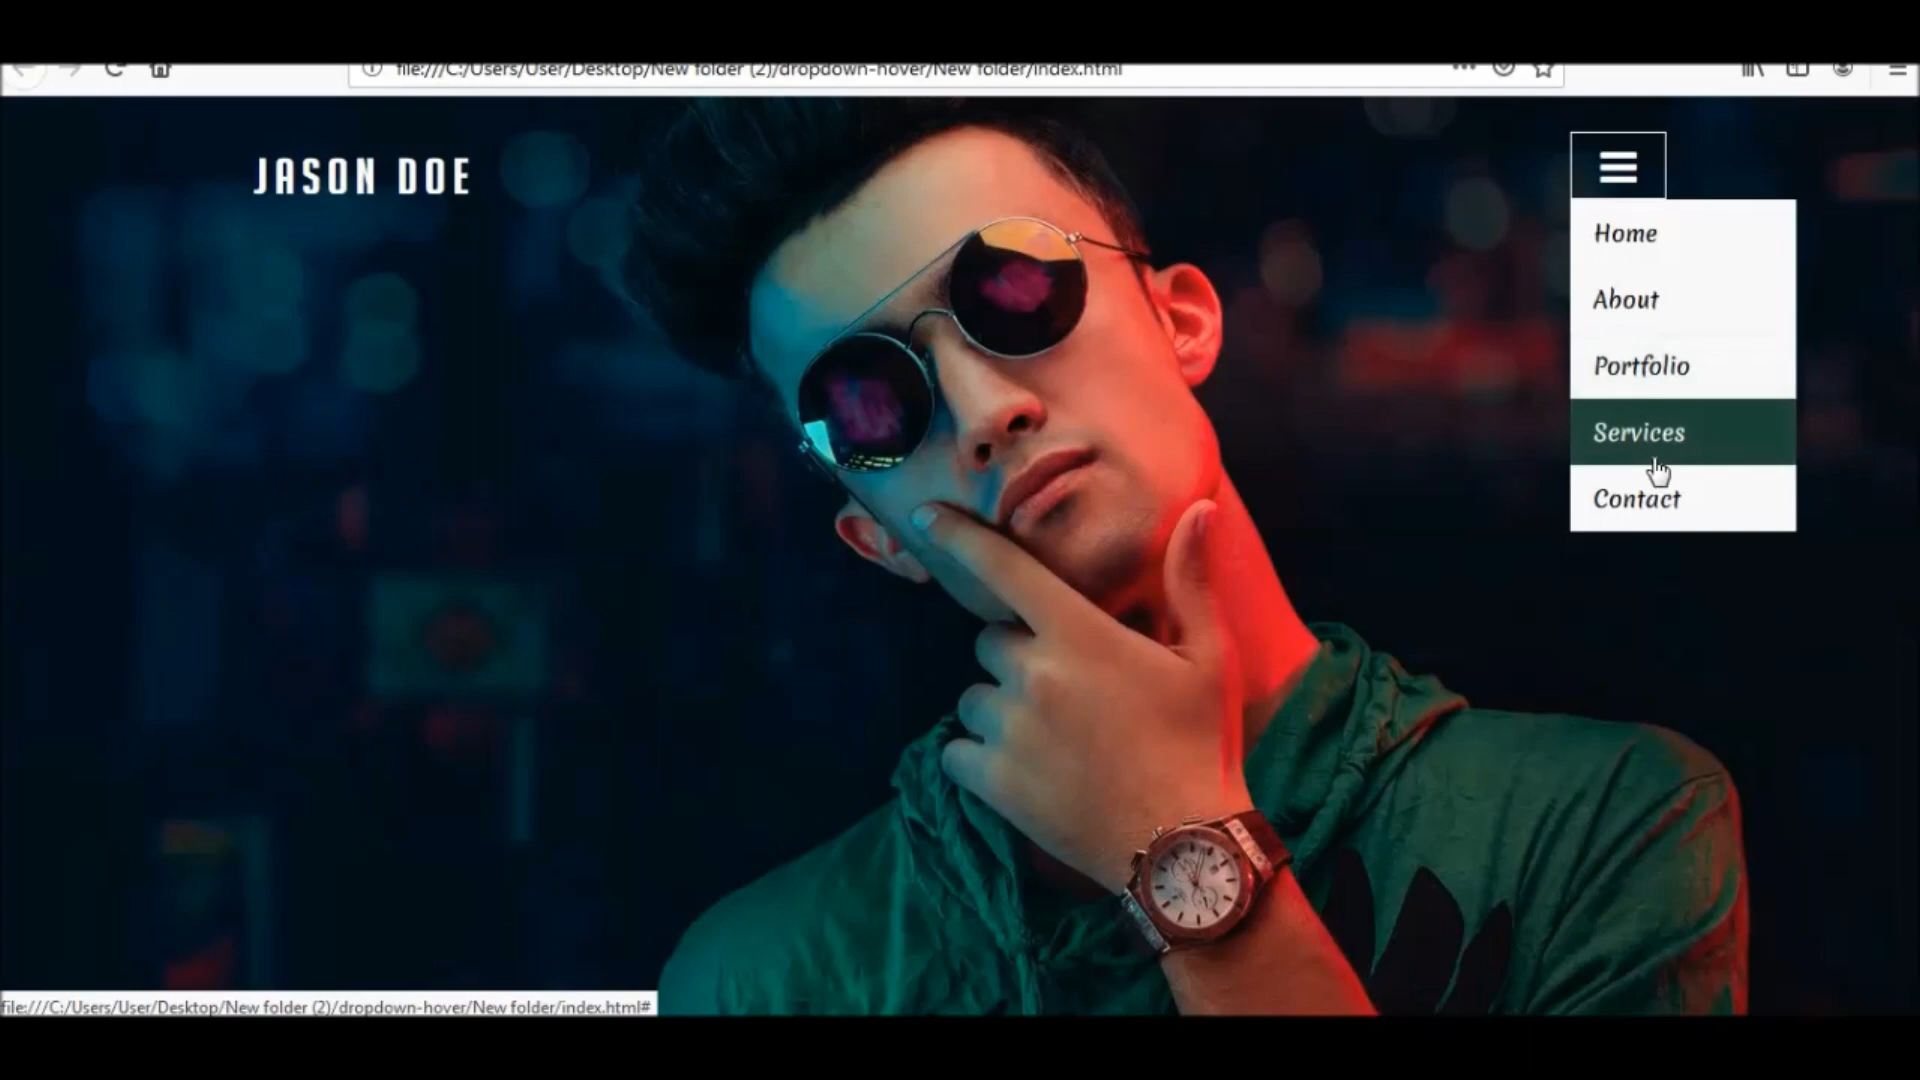 file:///C:/Users/User/Desktop/New folder (2)/dropdown-hover/New folder/index.html
JASON DOE
Home
About
Portfolio
Services
Contact
file:///C:/Users/User/Desktop/New folder (2)/dropdown-hover/New folder/index.html#